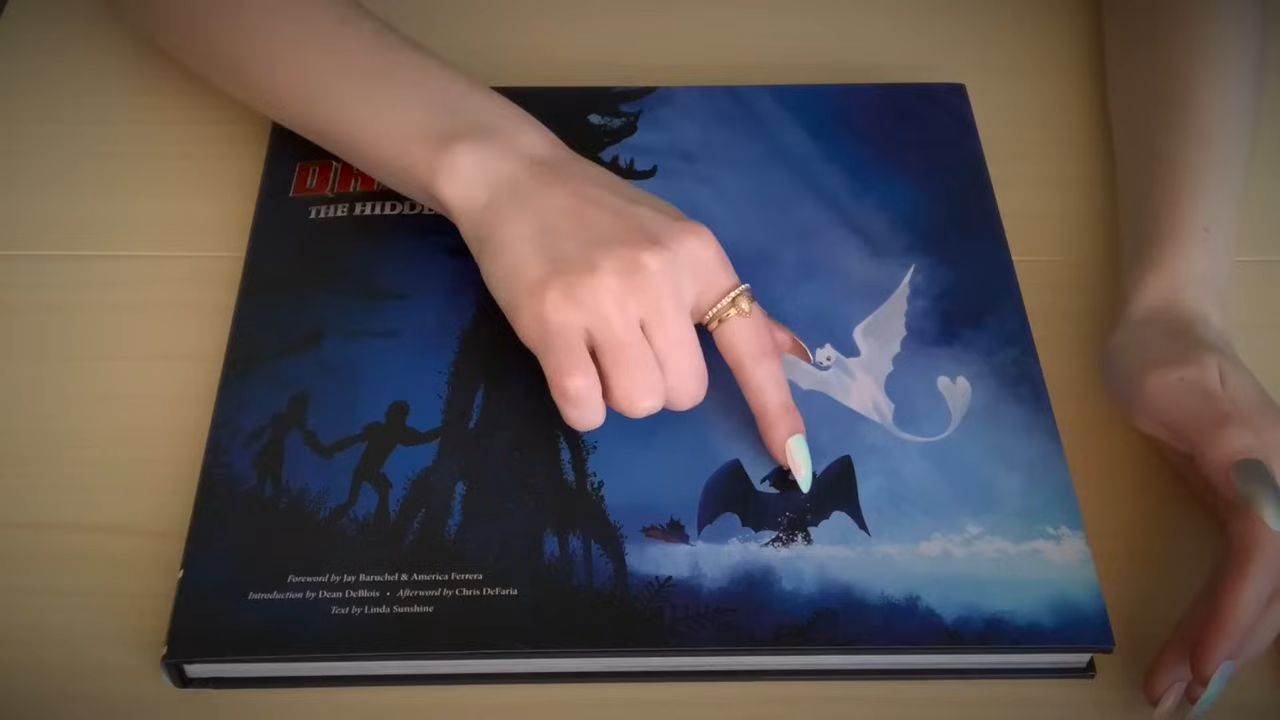 THE
Foreword by Jay Baruchel & America Ferrera
Introduction by Dean DeBlois • Afterword by Chris DeFaria
Text by Linda Sunshine